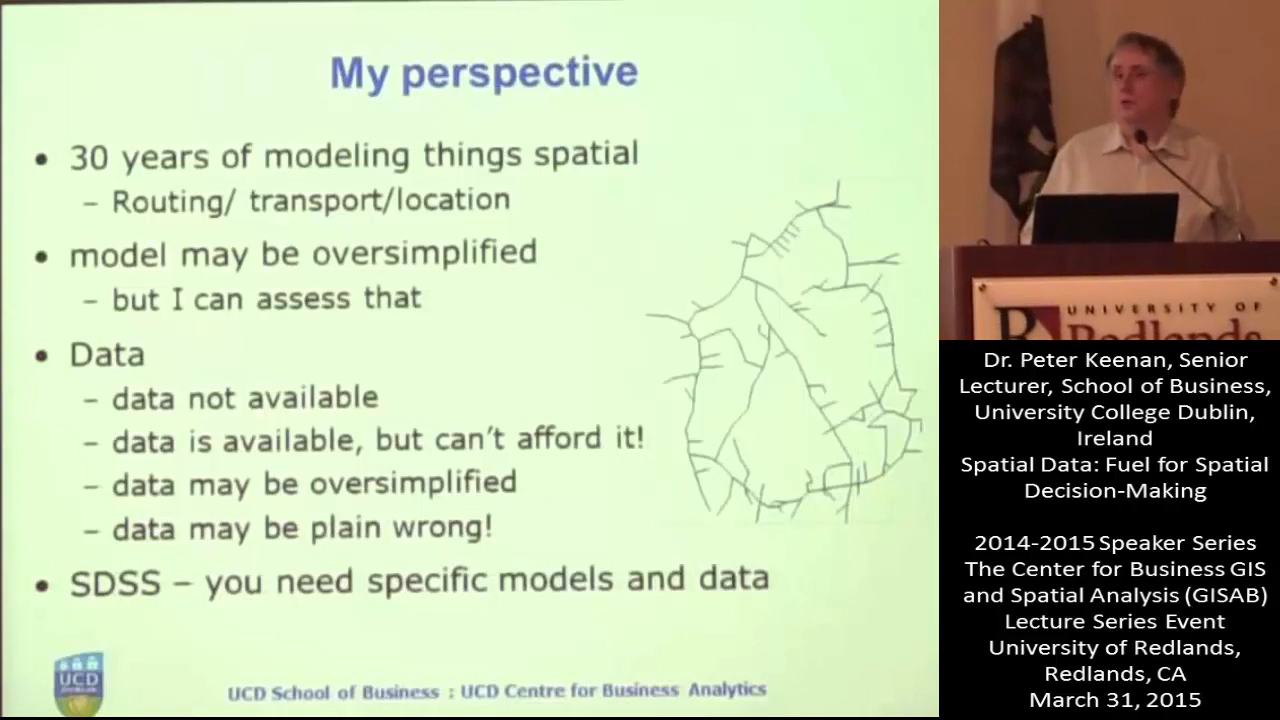 My perspective
• 30 years of modeling things spatial
– Routing/ transport/location
• model may be oversimplified
– but I can assess that
• Data
– data not available
– data is available, but can't afford it!
– data may be oversimplified
– data may be plain wrong!
• SDSS – you need specific models and data
UCD
UCD School of Business : UCD Centre for Business Analytics
UNIVERSITY OF
Redlands
Dr. Peter Keenan, Senior
Lecturer, School of Business,
University College Dublin,
Ireland
Spatial Data: Fuel for Spatial
Decision-Making
2014-2015 Speaker Series
The Center for Business GIS
and Spatial Analysis (GISAB)
Lecture Series Event
University of Redlands,
Redlands, CA
March 31, 2015